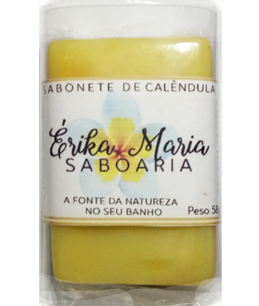 SABONETE DE CALÊNDULA
Érika Maria
SABOARIA
A FONTE DA NATUREZA
NO SEU BANHO
Peso